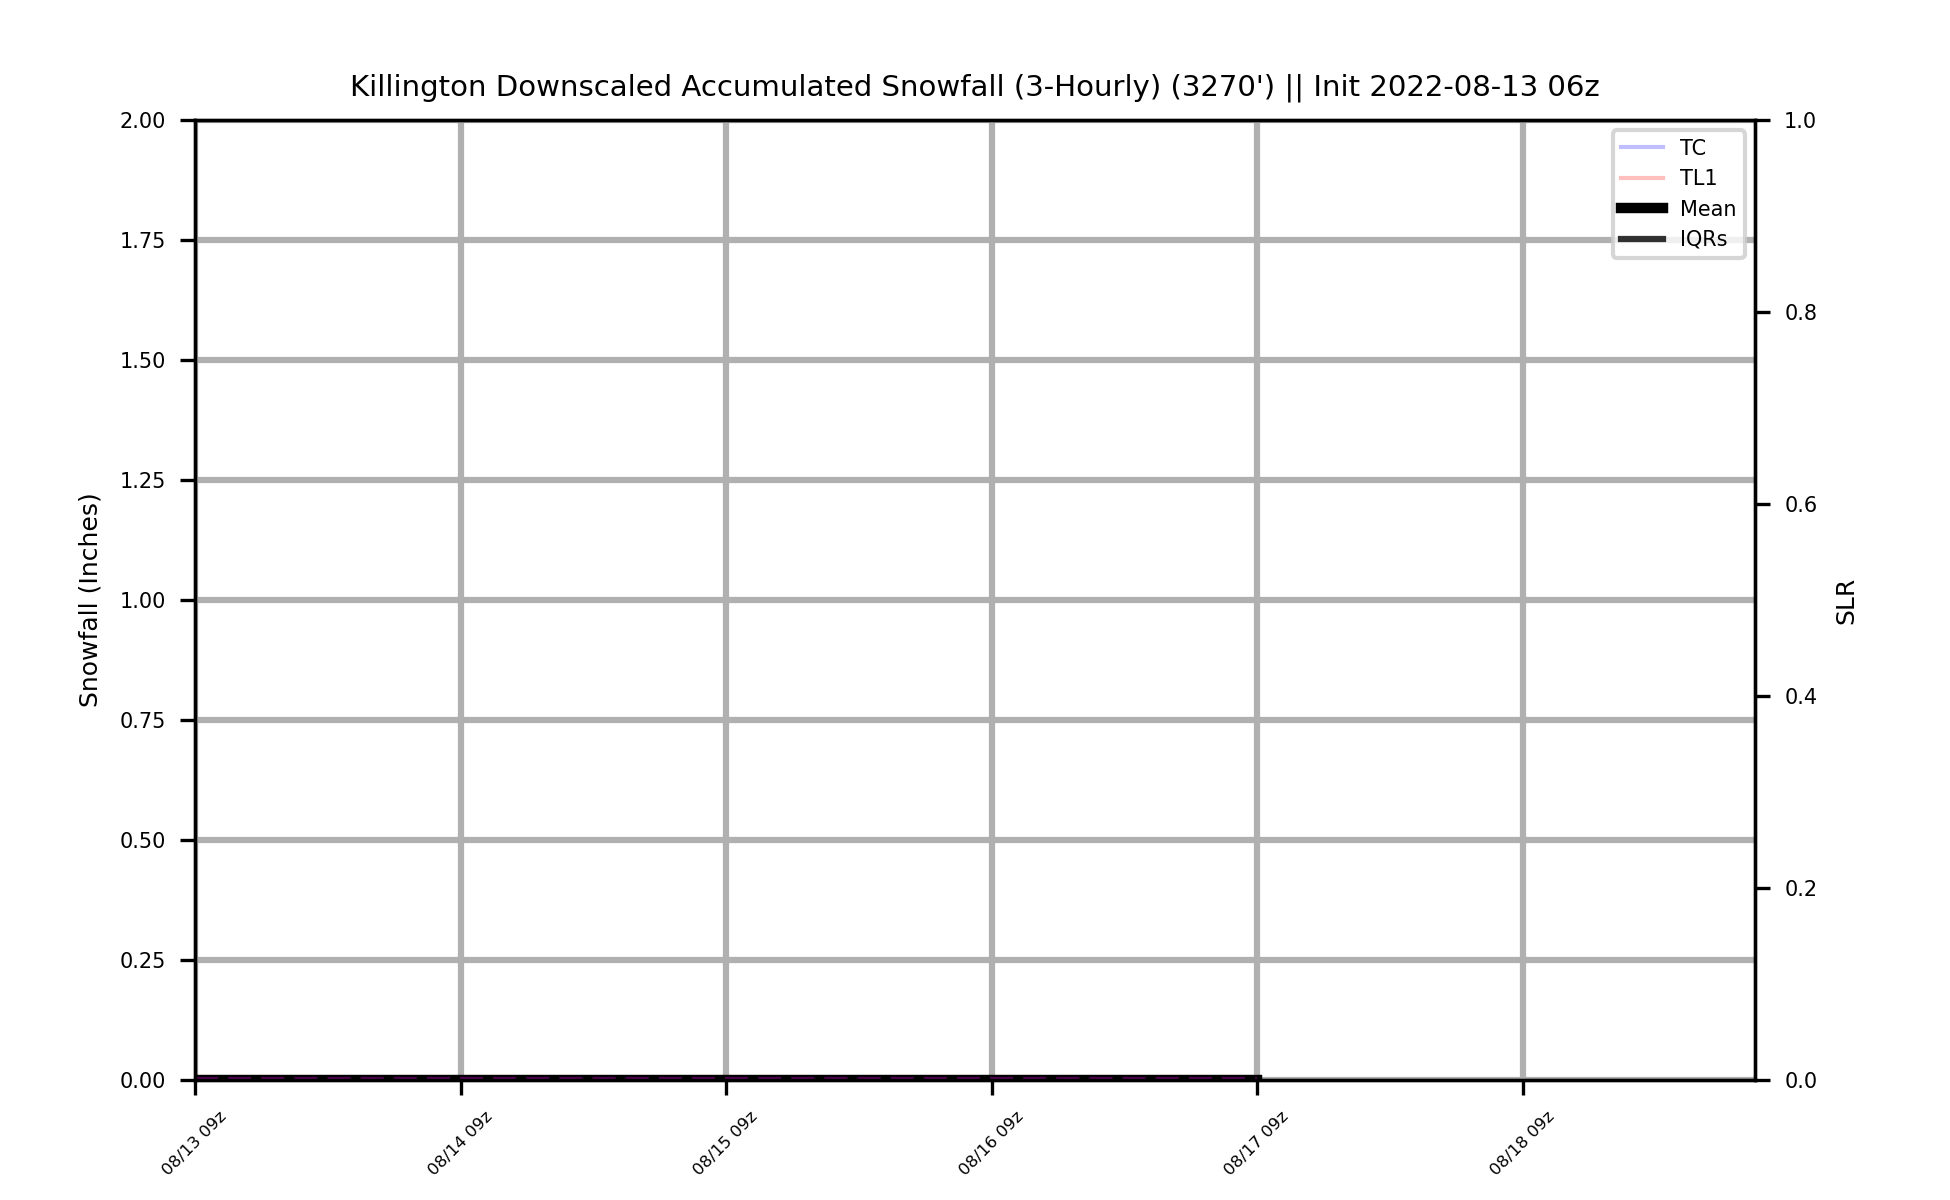 Killington Downscaled Accumulated Snowfall (3-Hourly) (3270') || Init 2022-08-13 06z
2.00
1.75
1.50
1.25
1.00
0.75
0.50
0.25
0.00
Snowfall (Inches)
TC
TL1
Mean
IQRs
1.0
0.8
0.6
0.4
0.2
0.0
SLR
08/13 09z
08/14 09z
08/15 09z
08/16 09z
08/17 09z
08/18 09z